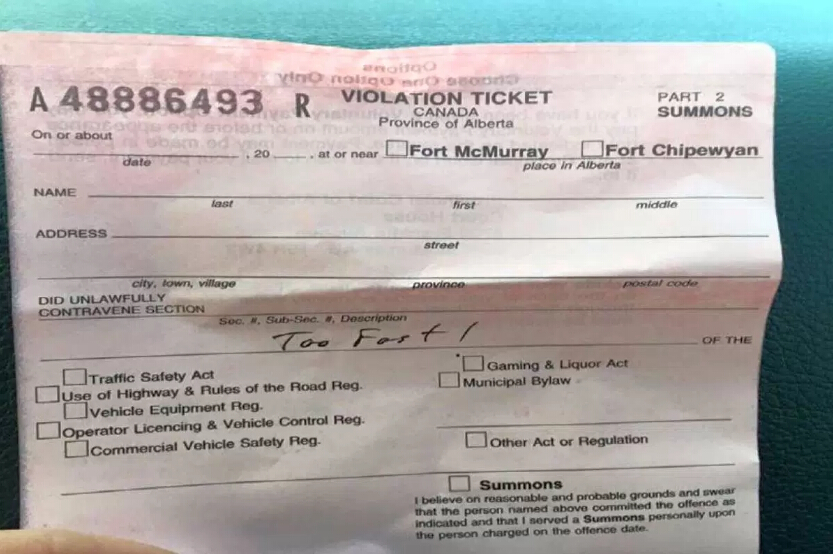 Options
Choose One Option Only
A 48886493 R VIOLATION TICKET PART 2
CANADA SUMMONS
Province of Alberta
On or about
, 20 , at or near Fort McMurray Fort Chipewyan
date place in Alberta
NAME
last first middle
ADDRESS
street
city, town, village province postal code
DID UNLAWFULLY
CONTRAVENE SECTION
Sec. #, Sub-Sec. #, Description
Too Fast! OF THE
Traffic Safety Act Gaming & Liquor Act
Use of Highway & Rules of the Road Reg. Municipal Bylaw
Vehicle Equipment Reg.
Operator Licencing & Vehicle Control Reg.
Commercial Vehicle Safety Reg. Other Act or Regulation
Summons
I believe on reasonable and probable grounds and swear
that the person named above committed the offence as
indicated and that I served a Summons personally upon
the person charged on the offence date.